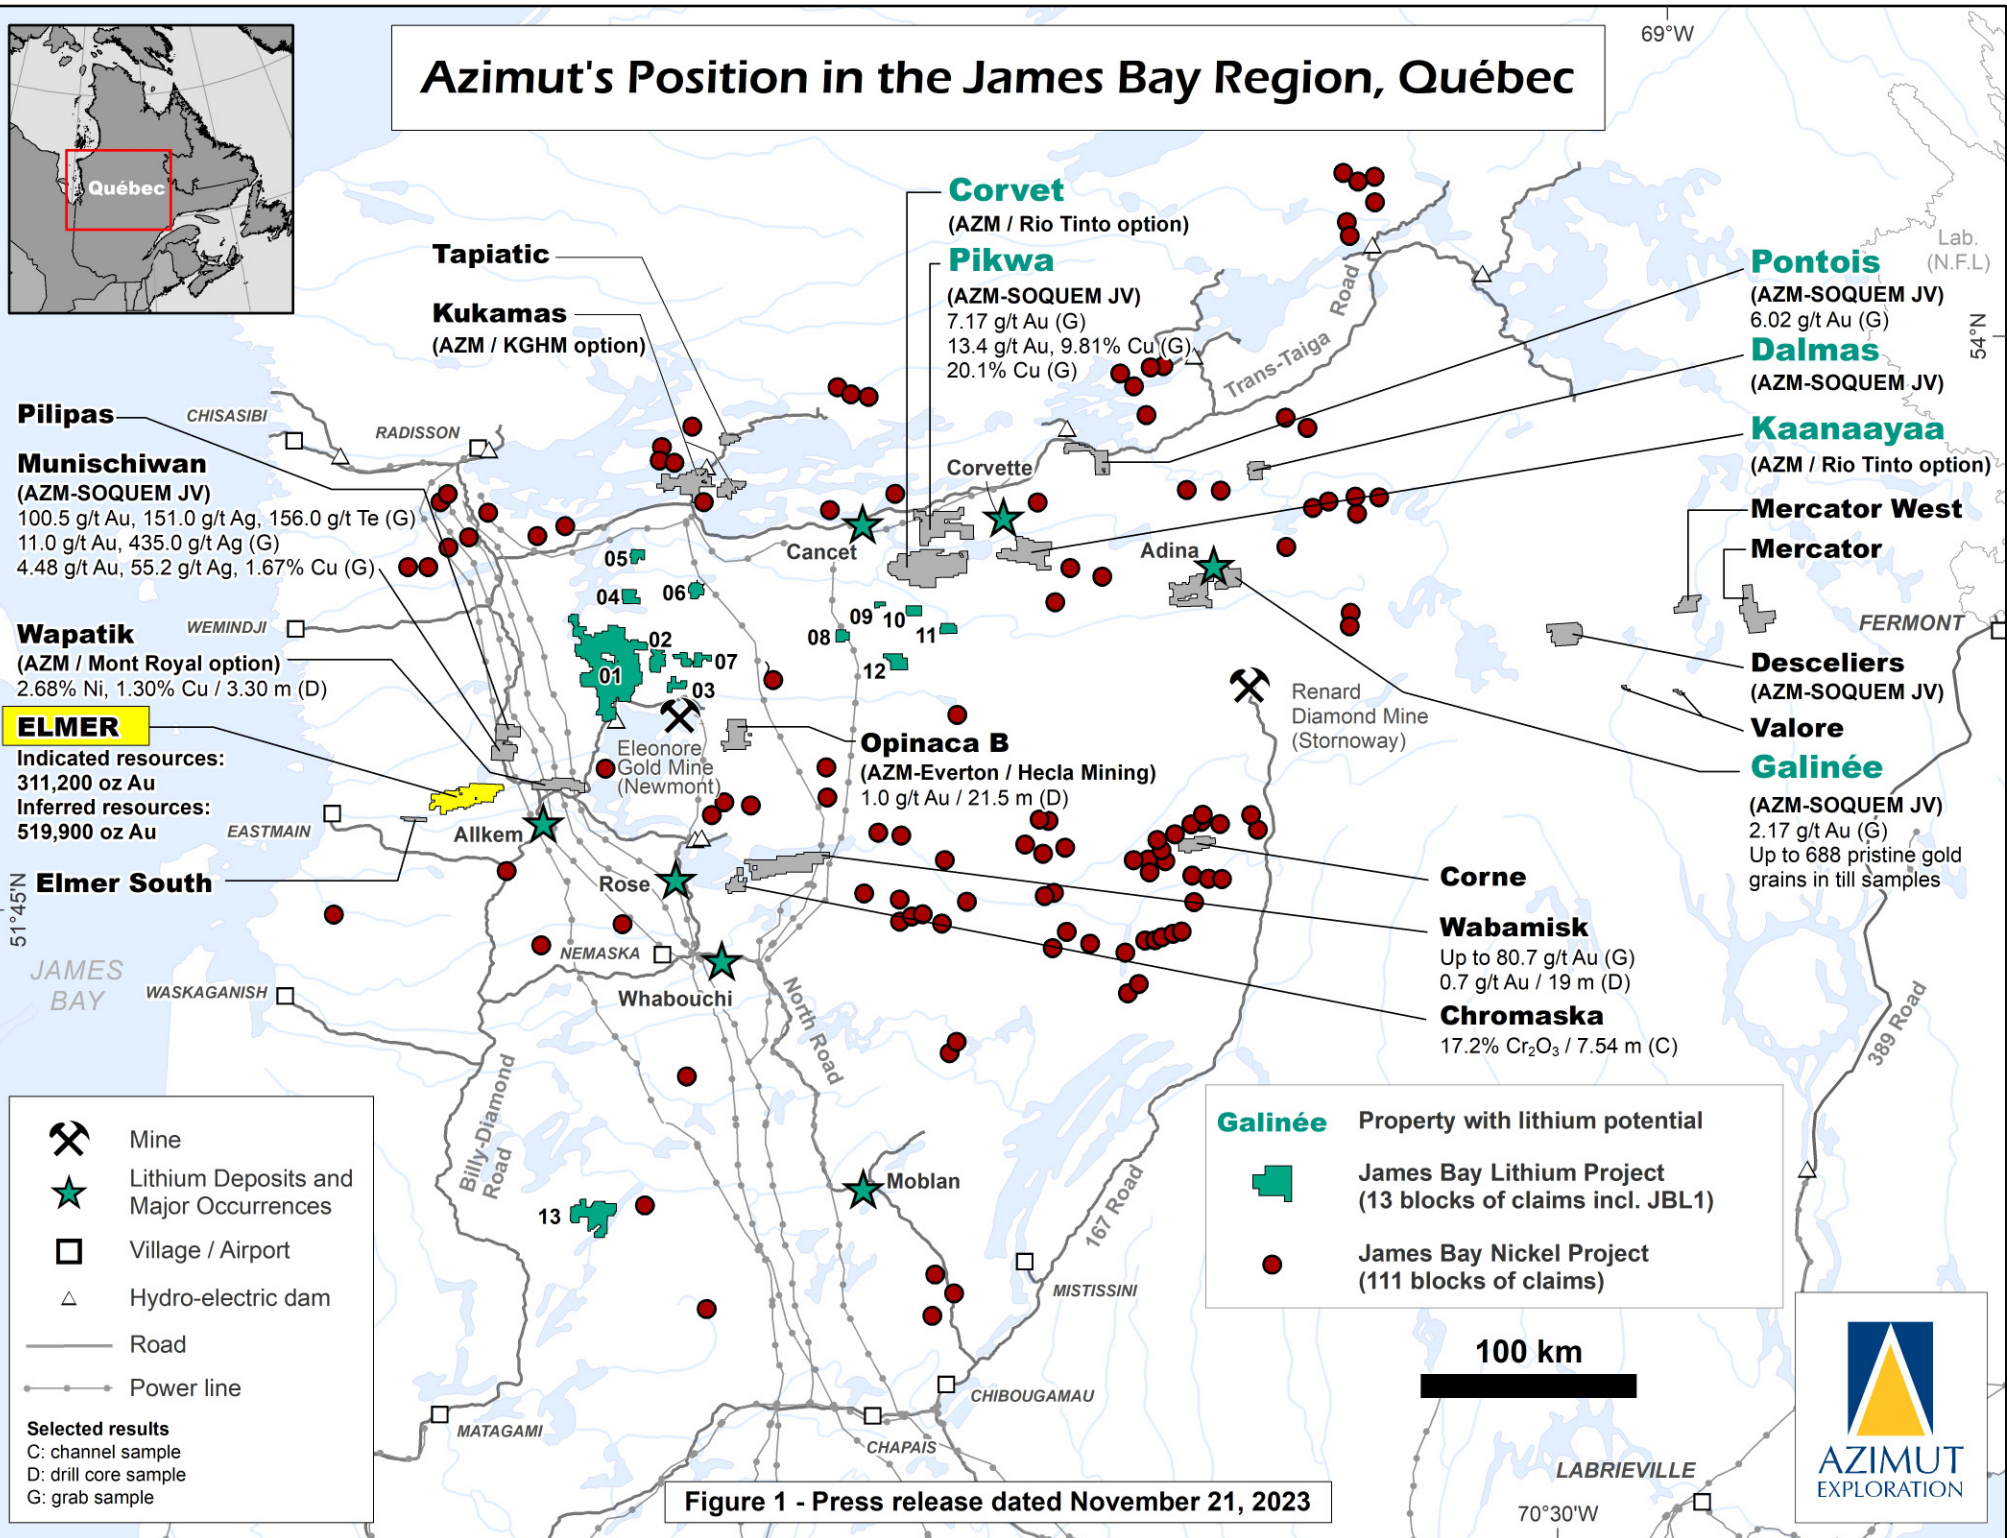 Azimut's Position in the James Bay Region, Québec
Québec
69°W
Lab.
(N.F.L)
54°N
Tapiatic
Kukamas
(AZM / KGHM option)
Corvet
(AZM / Rio Tinto option)
Pikwa
(AZM-SOQUEM JV)
7.17 g/t Au (G)
13.4 g/t Au, 9.81% Cu (G)
20.1% Cu (G)
Trans-Taiga Road
Pontois
(AZM-SOQUEM JV)
6.02 g/t Au (G)
Dalmas
(AZM-SOQUEM JV)
Kaanaayaa
(AZM / Rio Tinto option)
Mercator West
Mercator
FERMONT
Desceliers
(AZM-SOQUEM JV)
Valore
Galinée
(AZM-SOQUEM JV)
2.17 g/t Au (G)
Up to 688 pristine gold
grains in till samples
Pilipas
CHISASIBI
RADISSON
Munischiwan
(AZM-SOQUEM JV)
100.5 g/t Au, 151.0 g/t Ag, 156.0 g/t Te (G)
11.0 g/t Au, 435.0 g/t Ag (G)
4.48 g/t Au, 55.2 g/t Ag, 1.67% Cu (G)
Wapatik
WEMINDJI
(AZM / Mont Royal option)
2.68% Ni, 1.30% Cu / 3.30 m (D)
ELMER
Indicated resources:
311,200 oz Au
Inferred resources:
519,900 oz Au
EASTMAIN
Elmer South
51°45'N
JAMES
BAY
WASKAGANISH
Corvette
Cancet
Adina
05
04
06
02
01
07
03
09
10
08
11
12
Eleonore
Gold Mine
(Newmont)
Opinaca B
(AZM-Everton / Hecla Mining)
1.0 g/t Au / 21.5 m (D)
Renard
Diamond Mine
(Stornoway)
Allkem
Rose
NEMASKA
Whabouchi
North Road
Corne
Wabamisk
Up to 80.7 g/t Au (G)
0.7 g/t Au / 19 m (D)
Chromaska
17.2% Cr₂O₃ / 7.54 m (C)
389 Road
Billy-Diamond
Road
13
Moblan
167 Road
MISTISSINI
CHIBOUGAMAU
CHAPAIS
MATAGAMI
Mine
Lithium Deposits and
Major Occurrences
Village / Airport
Hydro-electric dam
Road
Power line
Selected results
C: channel sample
D: drill core sample
G: grab sample
Galinée Property with lithium potential
James Bay Lithium Project
(13 blocks of claims incl. JBL1)
James Bay Nickel Project
(111 blocks of claims)
100 km
LABRIEVILLE
70°30'W
AZIMUT
EXPLORATION
Figure 1 - Press release dated November 21, 2023